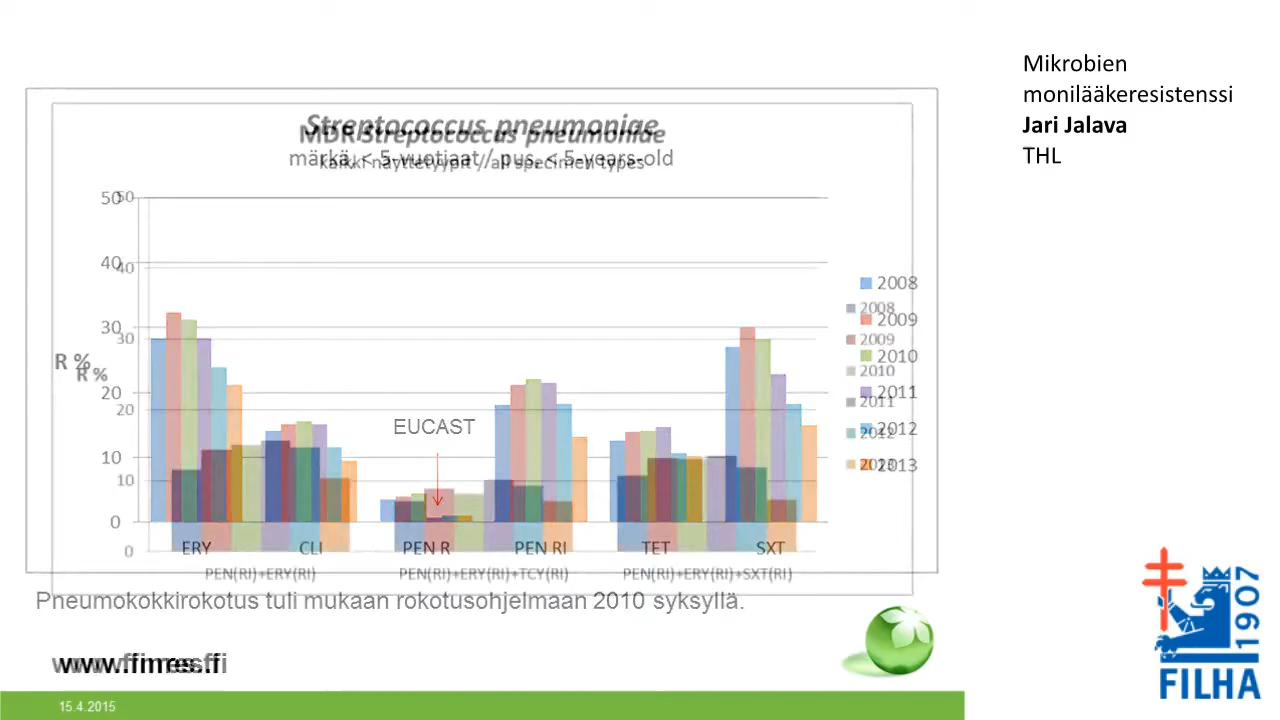 Mikrobien
monilääkeresistenssi
Jari Jalava
THL
Streptococcus pneumoniae
MDR Streptococcus pneumoniae
märkä, < 5-vuotiaat / pus, < 5-years-old
kaikki näytetyypit / all specimen types
50
50
40
40
30
30
R %
R %
20
20
10
10
0
0
EUCAST
2008
2009
2010
2011
2012
2013
2008
2009
2010
2011
2012
2013
ERY CLI PEN R PEN RI TET SXT
PEN(RI)+ERY(RI) PEN(RI)+ERY(RI)+TCY(RI) PEN(RI)+ERY(RI)+SXT(RI)
Pneumokokkirokotus tuli mukaan rokotusohjelmaan 2010 syksyllä.
www.finres.fi
15.4.2015
1907
FILHA